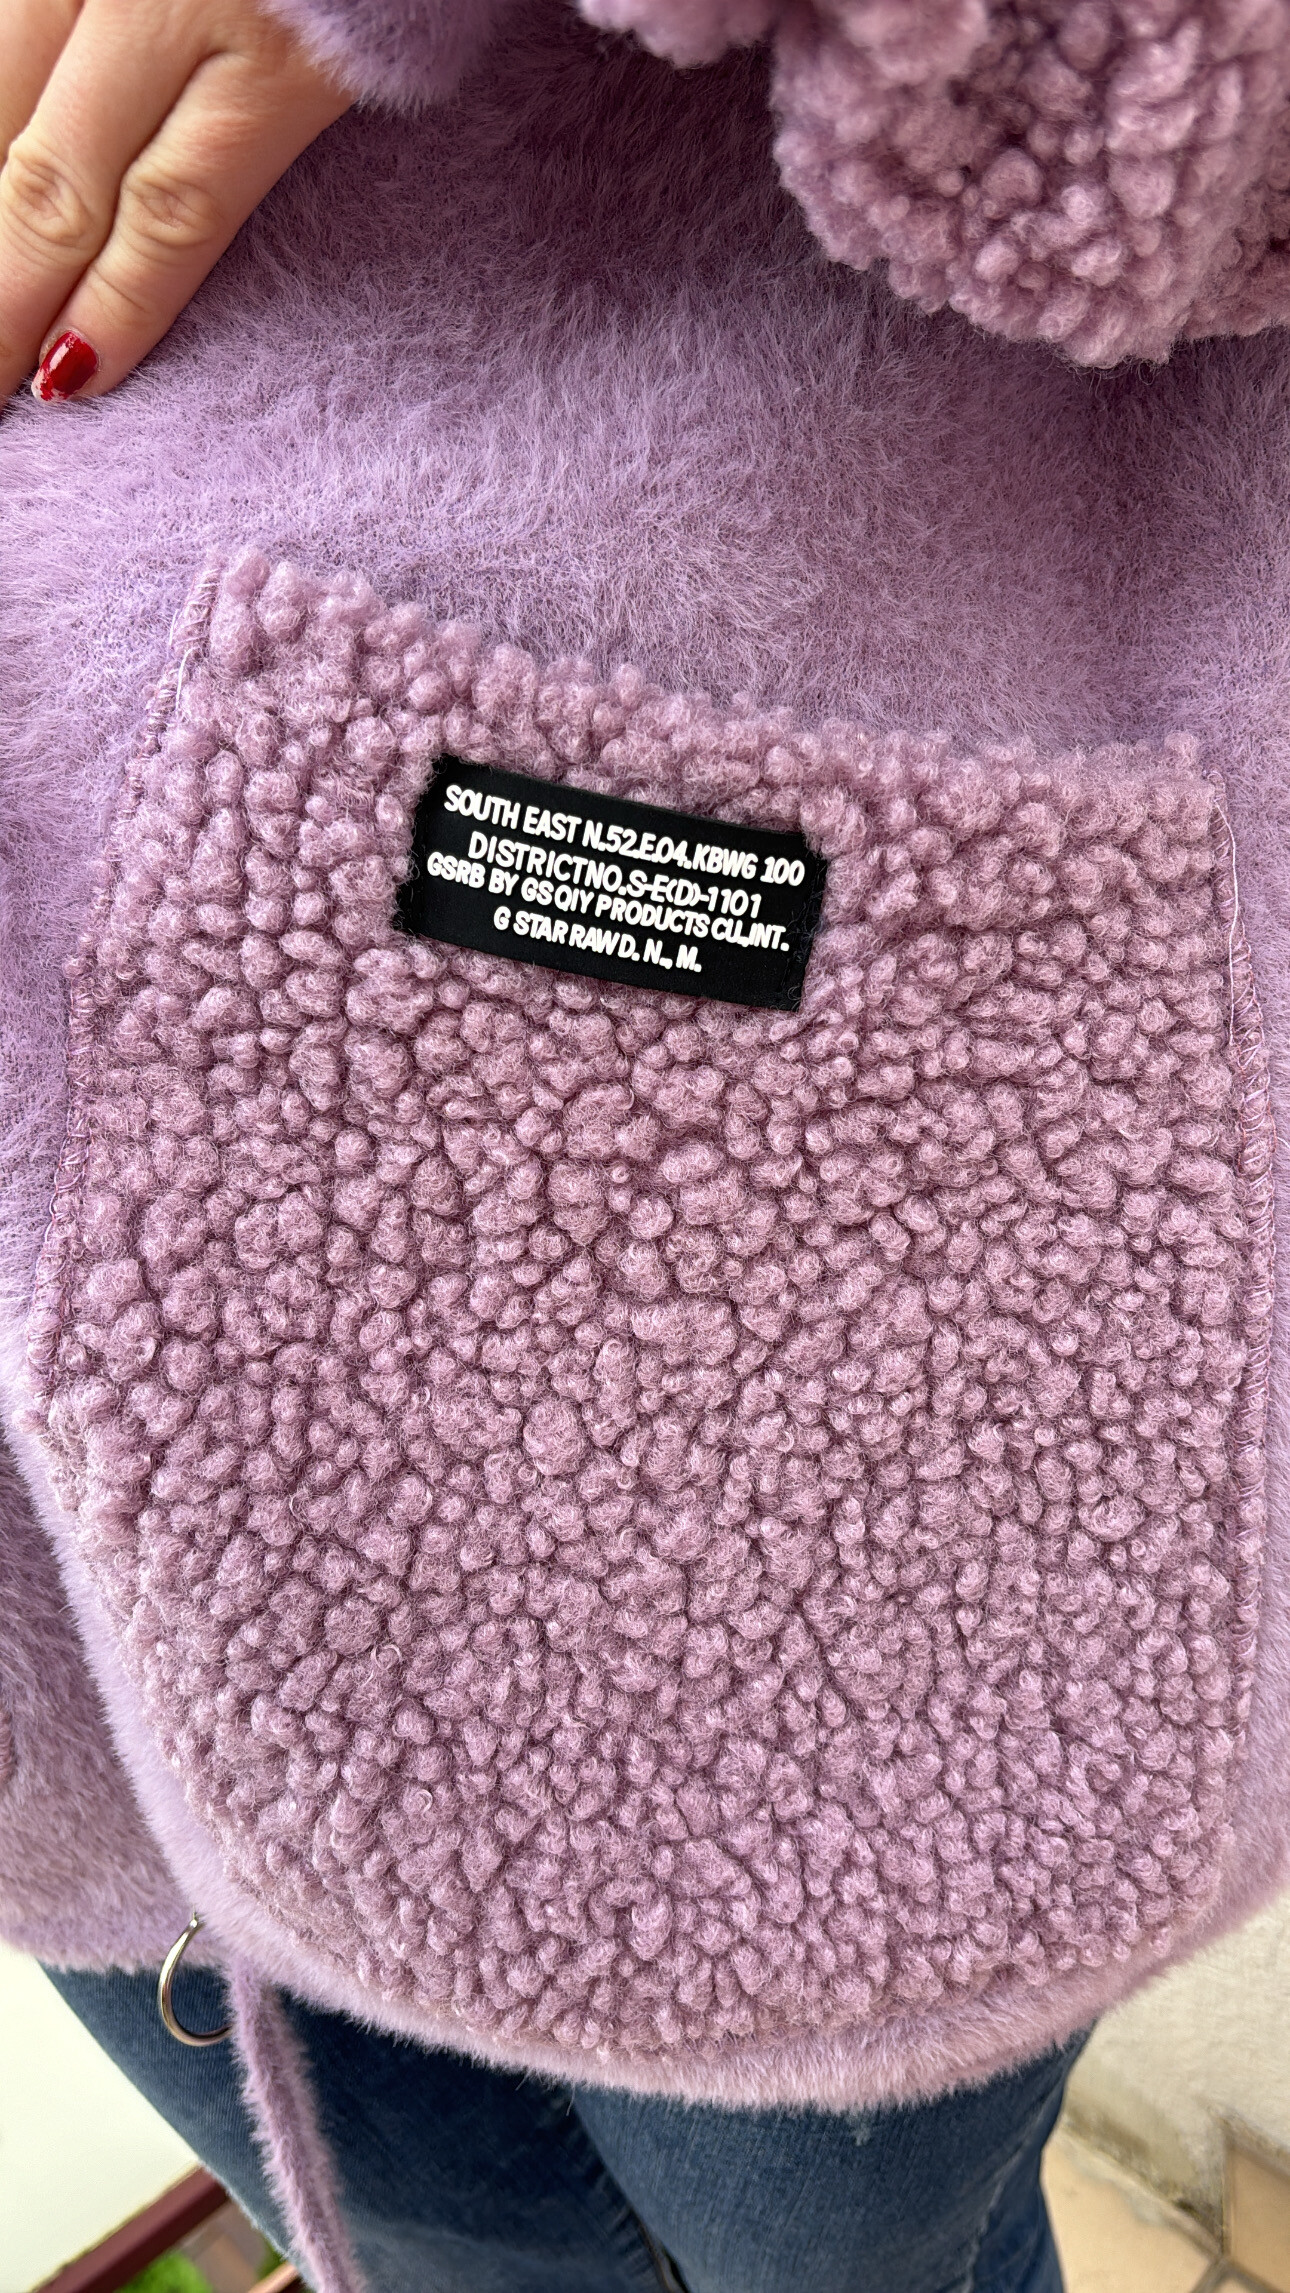 SOUTH EAST N.52.E.04.KBWG 100
DISTRICTNO.S-E(D)-1101
GSRB BY GS QIY PRODUCTS CU,,INT.
G STAR RAW D. N., M.